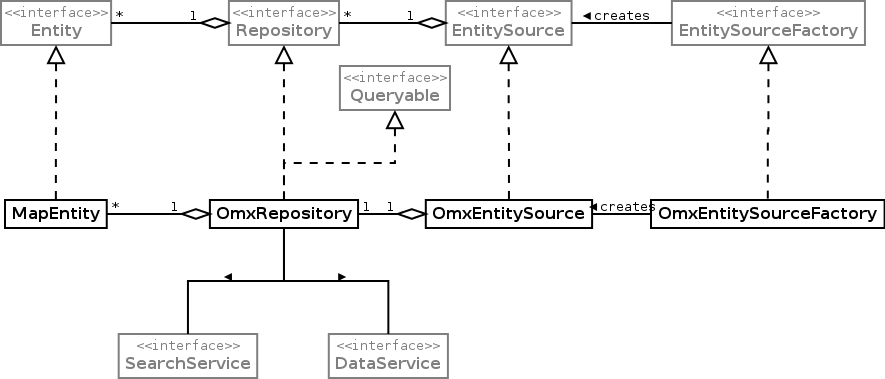 <<interface>>
Entity
* 1
<<interface>>
Repository
* 1
<<interface>>
EntitySource
creates
<<interface>>
EntitySourceFactory
<<interface>>
Queryable
MapEntity
* 1
OmxRepository
1 1
OmxEntitySource
creates
OmxEntitySourceFactory
<<interface>>
SearchService
<<interface>>
DataService